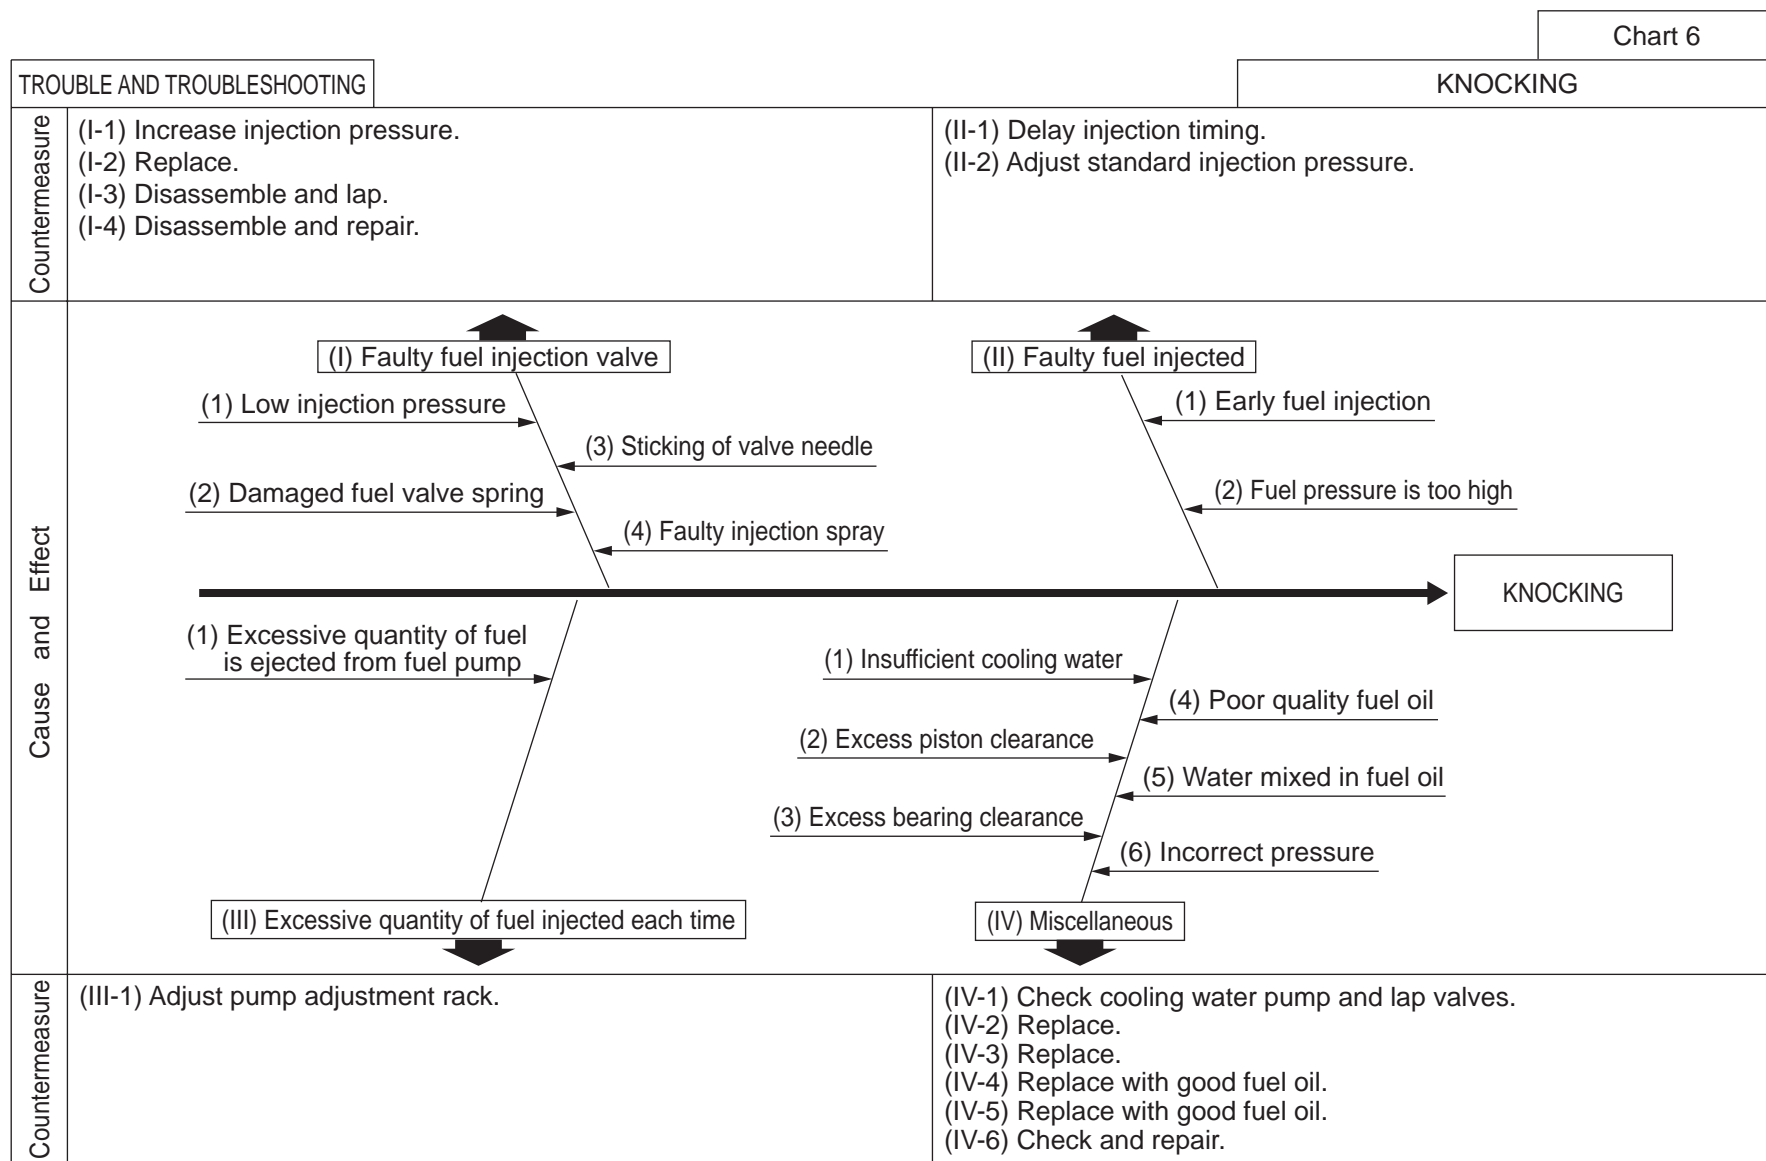 Chart 6
TROUBLE AND TROUBLESHOOTING
KNOCKING
Countermeasure
(I-1) Increase injection pressure.
(I-2) Replace.
(I-3) Disassemble and lap.
(I-4) Disassemble and repair.
(II-1) Delay injection timing.
(II-2) Adjust standard injection pressure.
Cause and Effect
(I) Faulty fuel injection valve
(1) Low injection pressure
(3) Sticking of valve needle
(2) Damaged fuel valve spring
(4) Faulty injection spray
(II) Faulty fuel injected
(1) Early fuel injection
(2) Fuel pressure is too high
KNOCKING
(1) Excessive quantity of fuel
is ejected from fuel pump
(III) Excessive quantity of fuel injected each time
(1) Insufficient cooling water
(4) Poor quality fuel oil
(2) Excess piston clearance
(5) Water mixed in fuel oil
(3) Excess bearing clearance
(6) Incorrect pressure
(IV) Miscellaneous
Countermeasure
(III-1) Adjust pump adjustment rack.
(IV-1) Check cooling water pump and lap valves.
(IV-2) Replace.
(IV-3) Replace.
(IV-4) Replace with good fuel oil.
(IV-5) Replace with good fuel oil.
(IV-6) Check and repair.